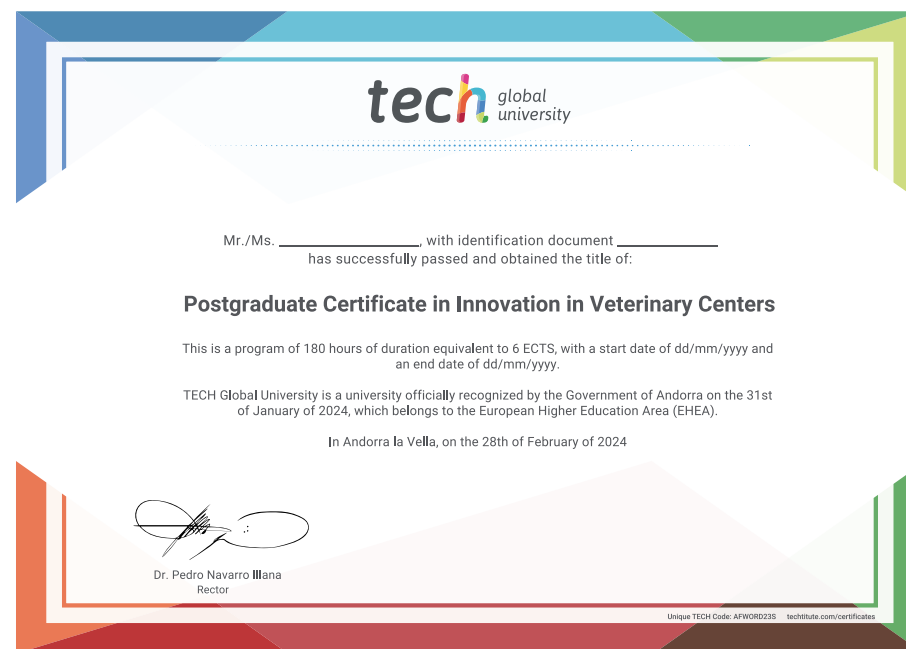 tech global
university
Mr./Ms. ____________, with identification document ____________
has successfully passed and obtained the title of:
Postgraduate Certificate in Innovation in Veterinary Centers
This is a program of 180 hours of duration equivalent to 6 ECTS, with a start date of dd/mm/yyyy and
an end date of dd/mm/yyyy.
TECH Global University is a university officially recognized by the Government of Andorra on the 31st
of January of 2024, which belongs to the European Higher Education Area (EHEA).
In Andorra la Vella, on the 28th of February of 2024
Dr. Pedro Navarro Illana
Rector
Unique TECH Code: AFWORD23S techtitute.com/certificates